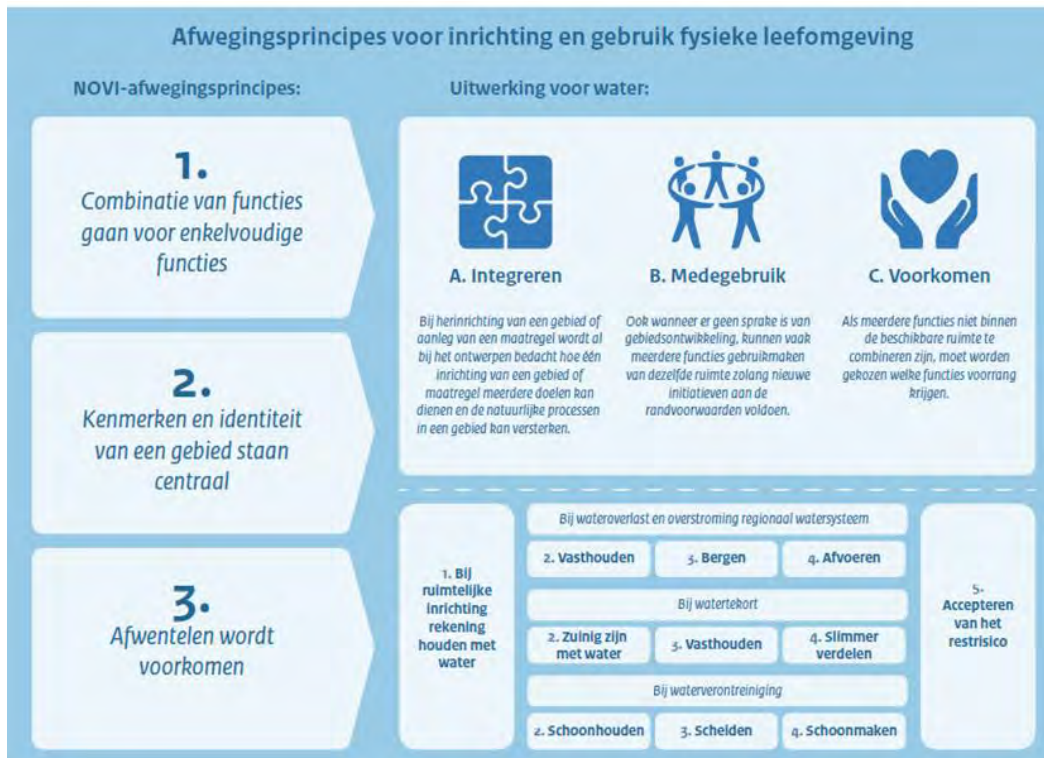 Afwegingsprincipes voor inrichting en gebruik fysieke leefomgeving
NOVI-afwegingsprincipes:
1.
Combinatie van functies
gaan voor enkelvoudige
functies
2.
Kenmerken en identiteit
van een gebied staan
centraal
3.
Afwentelen wordt
voorkomen
Uitwerking voor water:
A. Integreren
Bij herinrichting van een gebied of
aanleg van een maatregel wordt al
bij het ontwerpen bedacht hoe één
inrichting van een gebied of
maatregel meerdere doelen kan
dienen en de natuurlijke processen
in een gebied kan versterken.
B. Medegebruik
Ook wanneer er geen sprake is van
gebiedsontwikkeling, kunnen vaak
meerdere functies gebruikmaken
van dezelfde ruimte zolang nieuwe
initiatieven aan de
randvoorwaarden voldoen.
C. Voorkomen
Als meerdere functies niet binnen
de beschikbare ruimte te
combineren zijn, moet worden
gekozen welke functies voorrang
krijgen.
1. Bij
ruimtelijke
inrichting
rekening
houden met
water
Bij wateroverlast en overstroming regionaal watersysteem
2. Vasthouden
3. Bergen
4. Afvoeren
Bij watertekort
2. Zuinig zijn
met water
3. Vasthouden
4. Slimmer
verdelen
Bij waterverontreiniging
2. Schoonhouden
3. Scheiden
4. Schoonmaken
5.
Accepteren
van het
restrisico